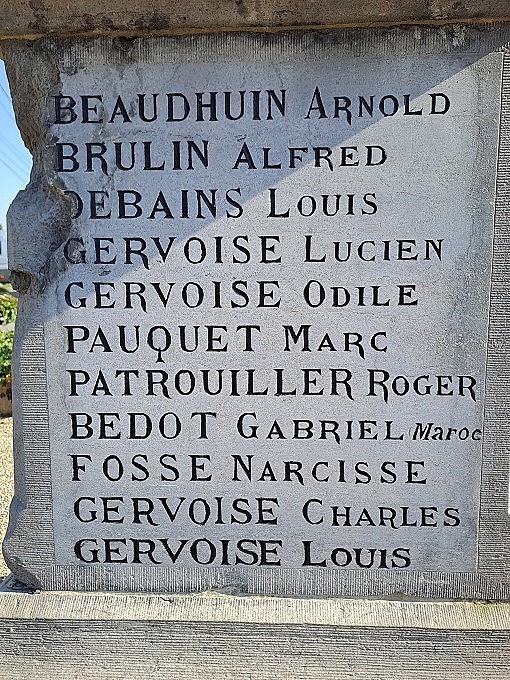 BEAUDHUIN ARNOLD
BRULIN ALFRED
DEBAINS LOUIS
GERVOISE LUCIEN
GERVOISE ODILE
PAUQUET MARC
PATROUILLER ROGER
BEDOT GABRIEL (Maroc
FOSSE NARCISSE
GERVOISE CHARLES
GERVOISE LOUIS